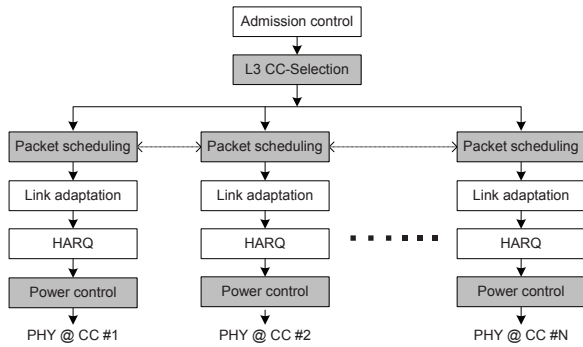 Admission control
L3 CC-Selection
Packet scheduling
Packet scheduling
Packet scheduling
Link adaptation
Link adaptation
Link adaptation
HARQ
HARQ
HARQ
Power control
Power control
Power control
PHY @ CC #1
PHY @ CC #2
PHY @ CC #N